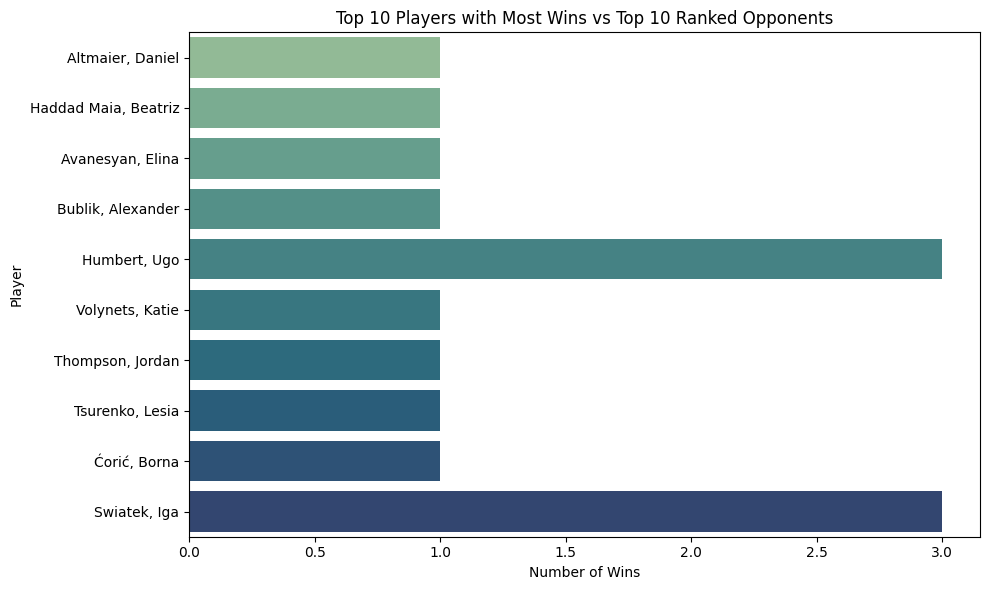 Top 10 Players with Most Wins vs Top 10 Ranked Opponents
Player
Altmaier, Daniel
Haddad Maia, Beatriz
Avanesyan, Elina
Bublik, Alexander
Humbert, Ugo
Volynets, Katie
Thompson, Jordan
Tsurenko, Lesia
Ćorić, Borna
Swiatek, Iga
0.0 0.5 1.0 1.5 2.0 2.5 3.0
Number of Wins